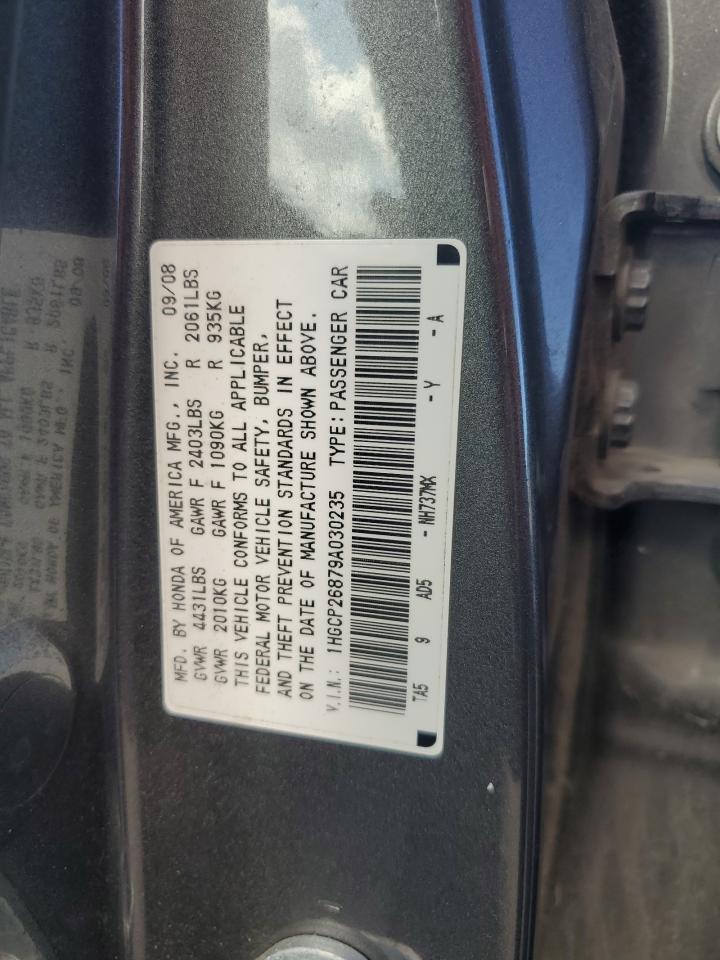 MFD. BY HONDA OF AMERICA MFG., INC. 09/08
GVWR 4431LBS GAWR F 2403LBS R 2061LBS
GVWR 2010KG GAWR F 1090KG R 935KG
THIS VEHICLE CONFORMS TO ALL APPLICABLE
FEDERAL MOTOR VEHICLE SAFETY, BUMPER,
AND THEFT PREVENTION STANDARDS IN EFFECT
ON THE DATE OF MANUFACTURE SHOWN ABOVE.
V.I.N.: 1HGCP26879A030235 TYPE: PASSENGER CAR
TA5 9 AD5 - NH737MX - Y - A